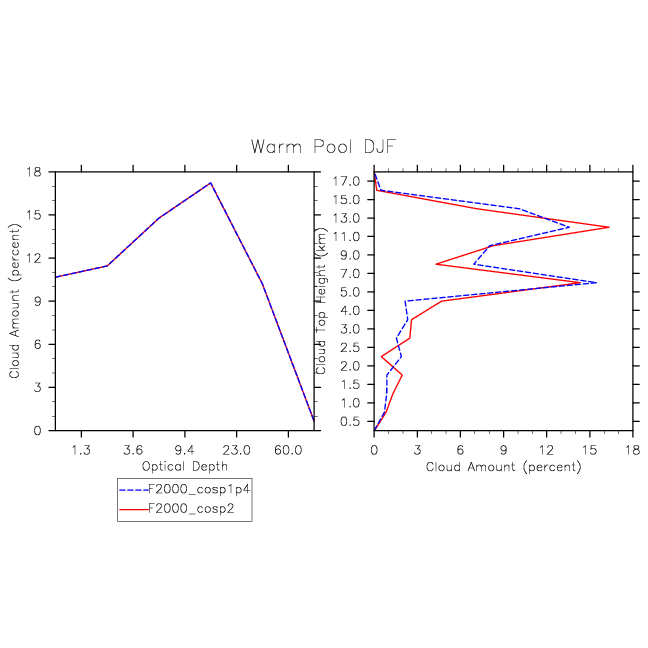 Warm Pool DJF
Cloud Amount (percent)
18
15
12
9
6
3
0
1.3 3.6 9.4 23.0 60.0
Optical Depth
Cloud Top Height (km)
17.0
15.0
13.0
11.0
9.0
7.0
5.0
4.0
3.0
2.5
2.0
1.5
1.0
0.5
0 3 6 9 12 15 18
Cloud Amount (percent)
F2000_cosp1p4
F2000_cosp2